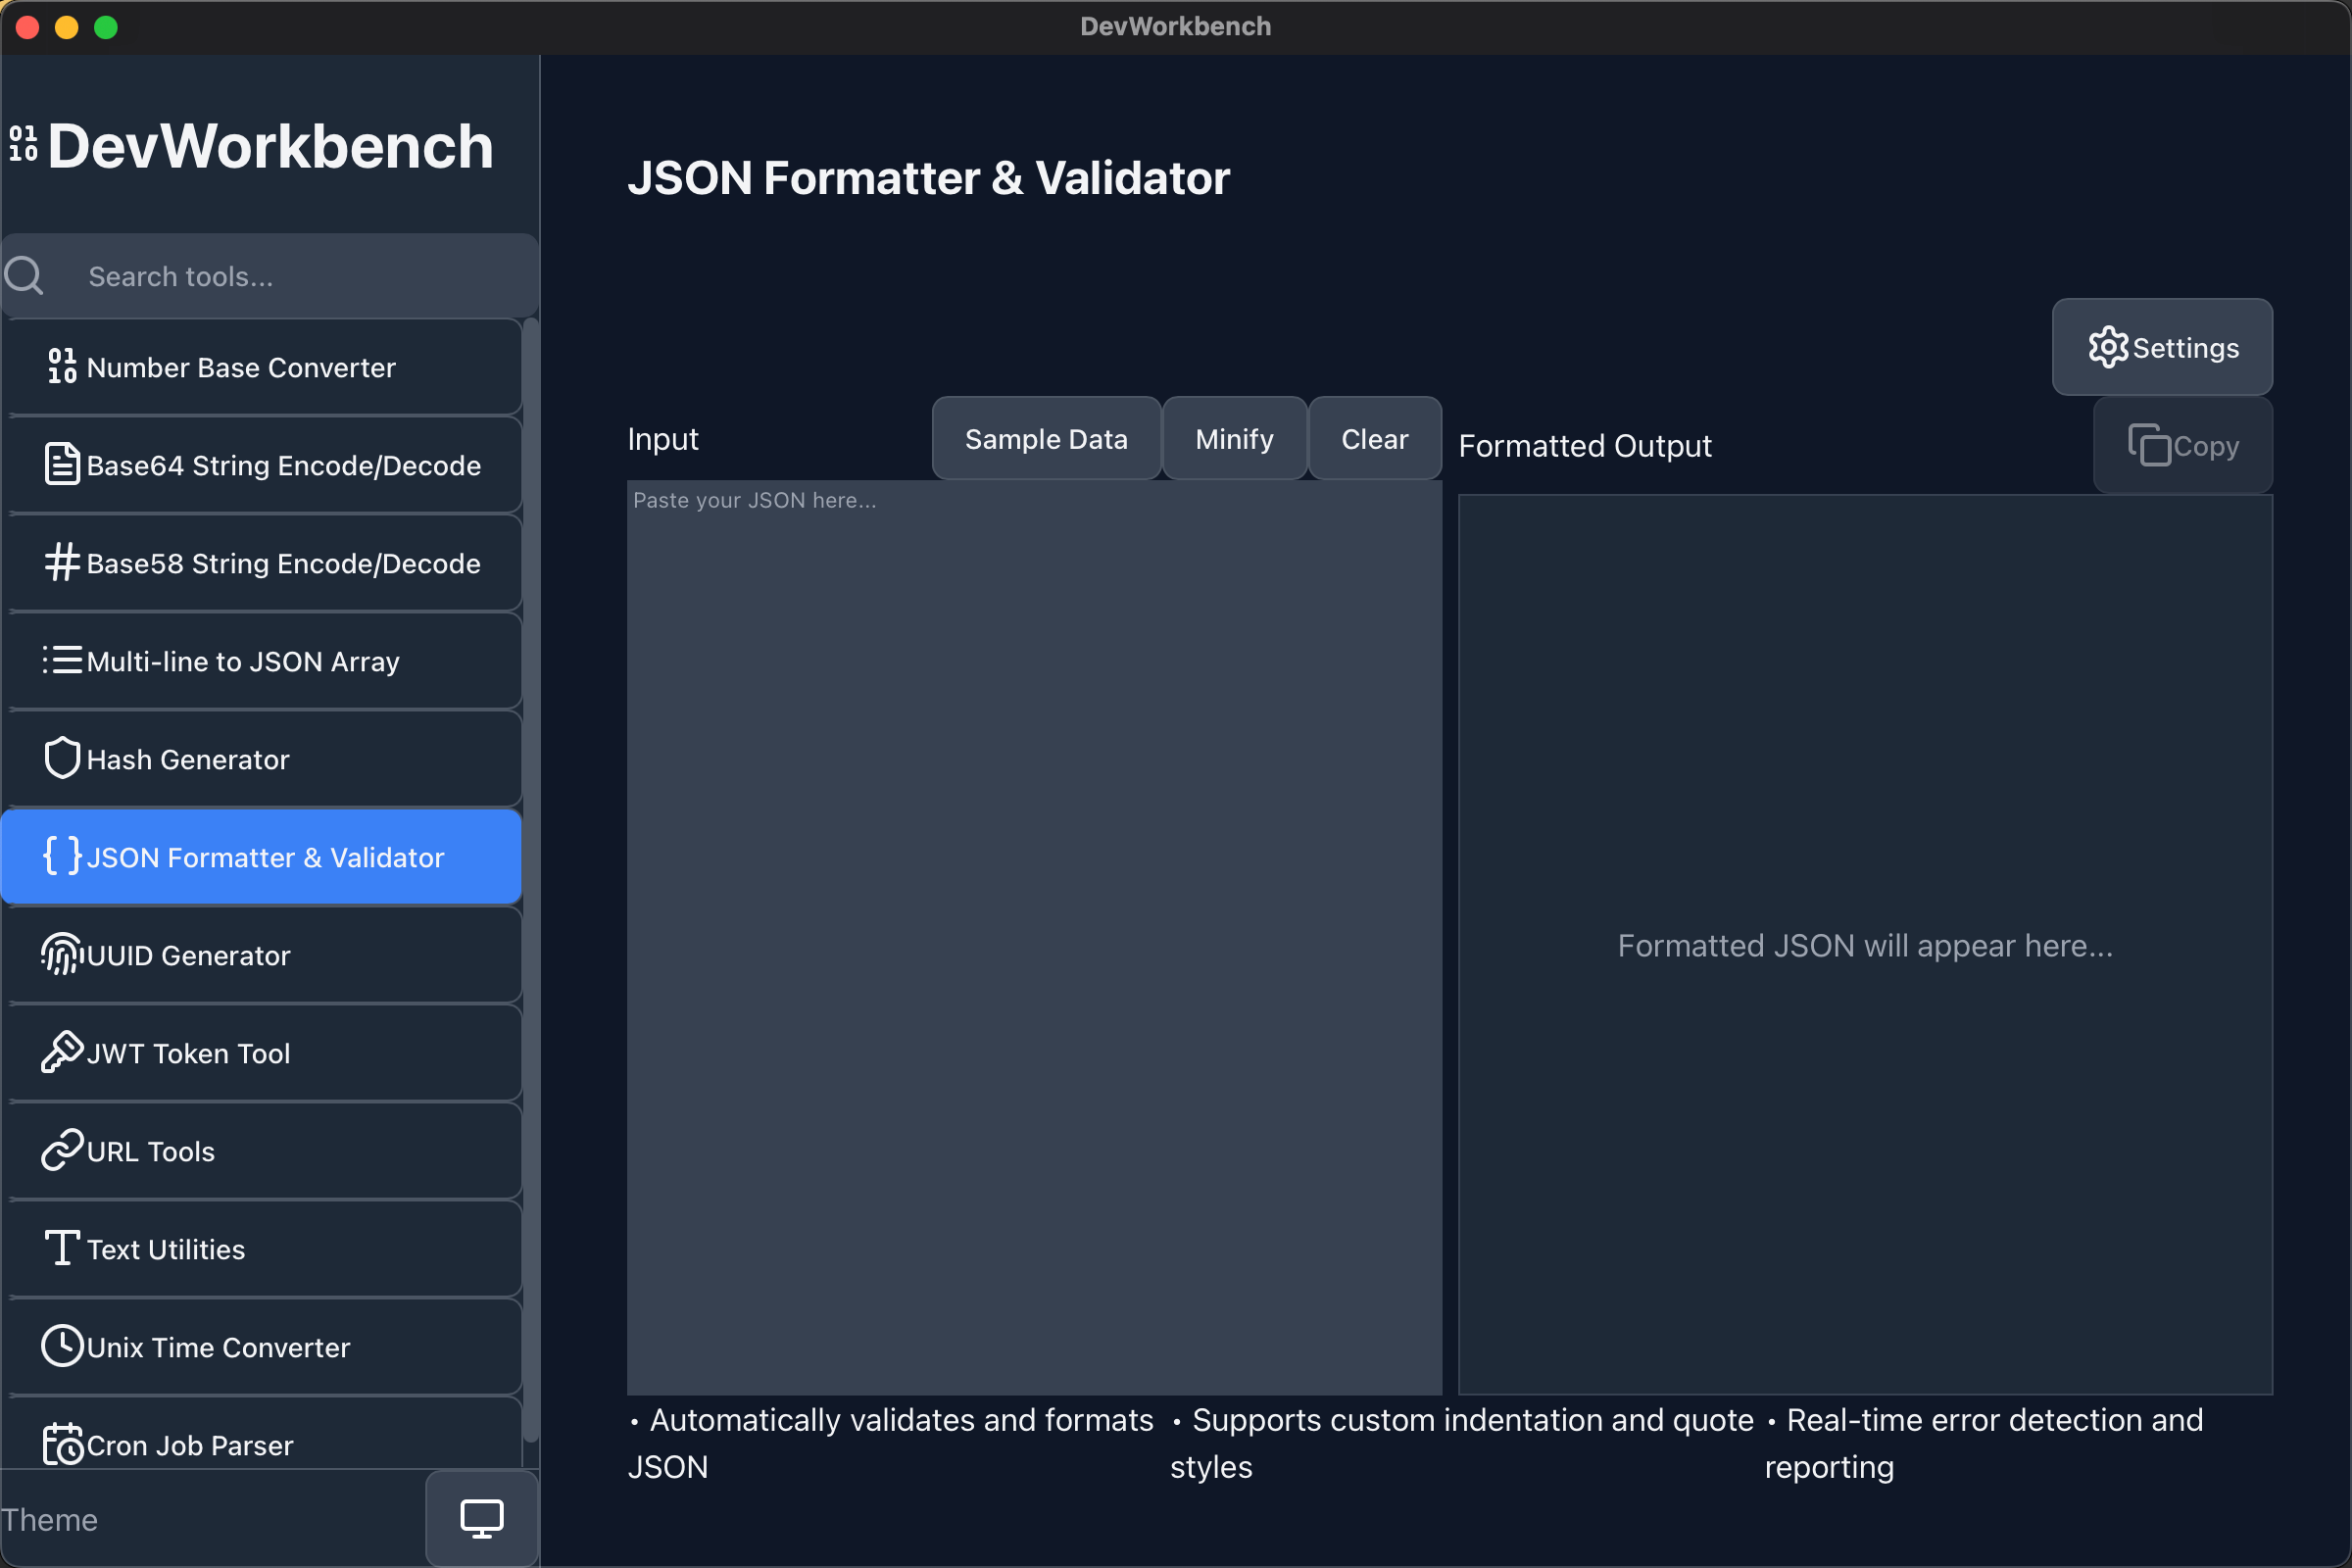 DevWorkbench
DevWorkbench
Search tools...
Number Base Converter
Base64 String Encode/Decode
Base58 String Encode/Decode
Multi-line to JSON Array
Hash Generator
JSON Formatter & Validator
UUID Generator
JWT Token Tool
URL Tools
Text Utilities
Unix Time Converter
Cron Job Parser
Theme
JSON Formatter & Validator
Settings
Input
Sample Data
Minify
Clear
Paste your JSON here...
Formatted Output
Copy
Formatted JSON will appear here...
• Automatically validates and formats
JSON
• Supports custom indentation and quote
styles
• Real-time error detection and
reporting